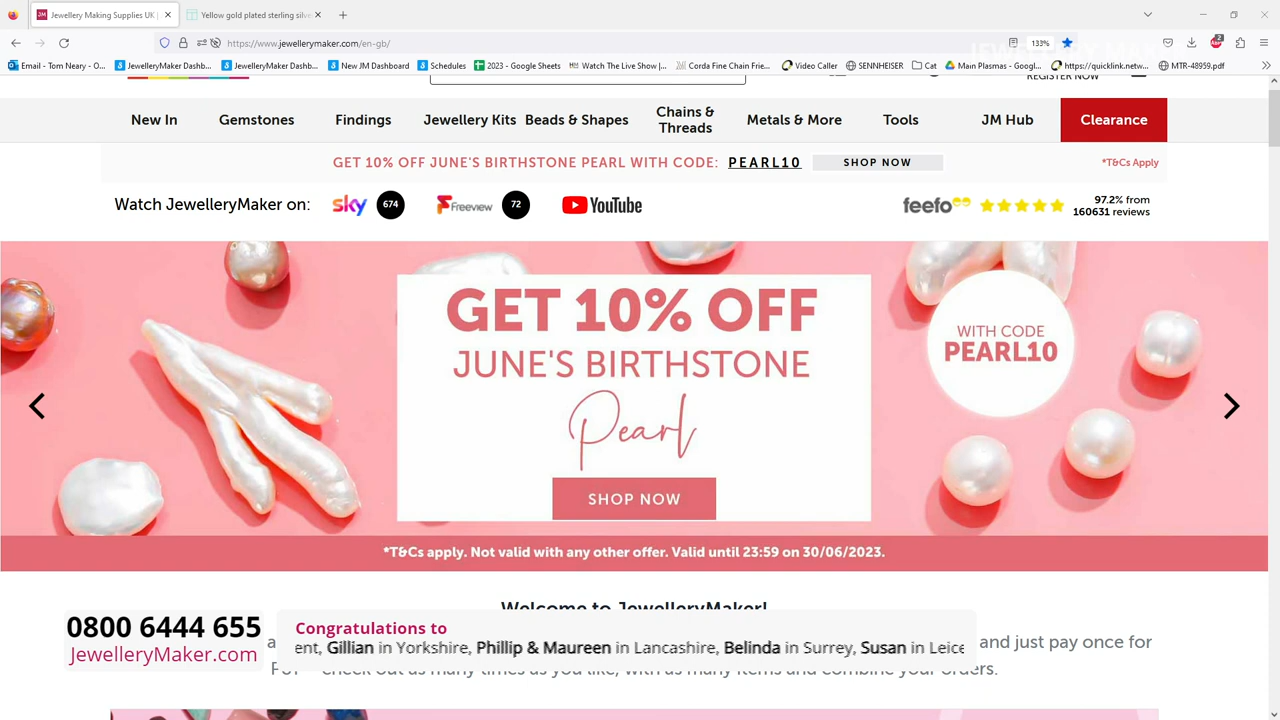 Jewellery Making Supplies UK |
Yellow gold plated sterling silve
https://www.jewellerymaker.com/en-gb/
133%
2
Email - Tom Neary - O...
JewelleryMaker Dashb...
JewelleryMaker Dashb...
New JM Dashboard
Schedules
2023 - Google Sheets
Watch The Live Show |...
Corda Fine Chain Frie...
Video Caller
SENNHEISER
Cat
Main Plasmas - Googl...
https://quicklink.netw...
MTR-48959.pdf
REGISTER NOW
New In
Gemstones
Findings
Jewellery Kits
Beads & Shapes
Chains &
Threads
Metals & More
Tools
JM Hub
Clearance
GET 10% OFF JUNE'S BIRTHSTONE PEARL WITH CODE: PEARL10
SHOP NOW
*T&Cs Apply
Watch JewelleryMaker on:
sky 674
Freeview 72
YouTube
feefo
97.2% from
160631 reviews
GET 10% OFF
JUNE'S BIRTHSTONE
Pearl
SHOP NOW
WITH CODE
PEARL10
*T&Cs apply. Not valid with any other offer. Valid until 23:59 on 30/06/2023.
Welcome to JewelleryMaker!
and just pay once for
P&P - Check out as many times as you like, with as many items and combine your orders.
0800 6444 655
JewelleryMaker.com
Congratulations to
ent, Gillian in Yorkshire, Phillip & Maureen in Lancashire, Belinda in Surrey, Susan in Leice